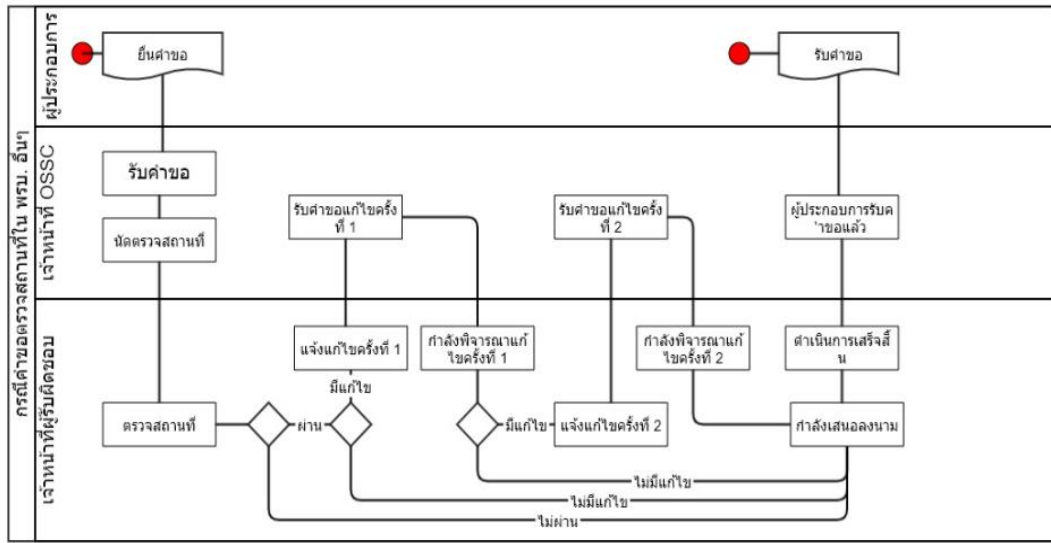 กรณีคำขอตรวจสถานที่ใน พรบ. อื่นๆ
ผู้ประกอบการ
ยื่นคำขอ
รับคำขอ
เจ้าหน้าที่ OSSC
รับคำขอ
นัดตรวจสถานที่
รับคำขอแก้ไขครั้ง
ที่ 1
รับคำขอแก้ไขครั้ง
ที่ 2
ผู้ประกอบการรับค
ำขอแล้ว
เจ้าหน้าที่ผู้รับผิดชอบ
แจ้งแก้ไขครั้งที่ 1
กำลังพิจารณาแก้
ไขครั้งที่ 1
กำลังพิจารณาแก้
ไขครั้งที่ 2
ดำเนินการเสร็จสิ้
น
มีแก้ไข
ตรวจสถานที่
ผ่าน
มีแก้ไข
แจ้งแก้ไขครั้งที่ 2
กำลังเสนอลงนาม
ไม่มีแก้ไข
ไม่มีแก้ไข
ไม่ผ่าน